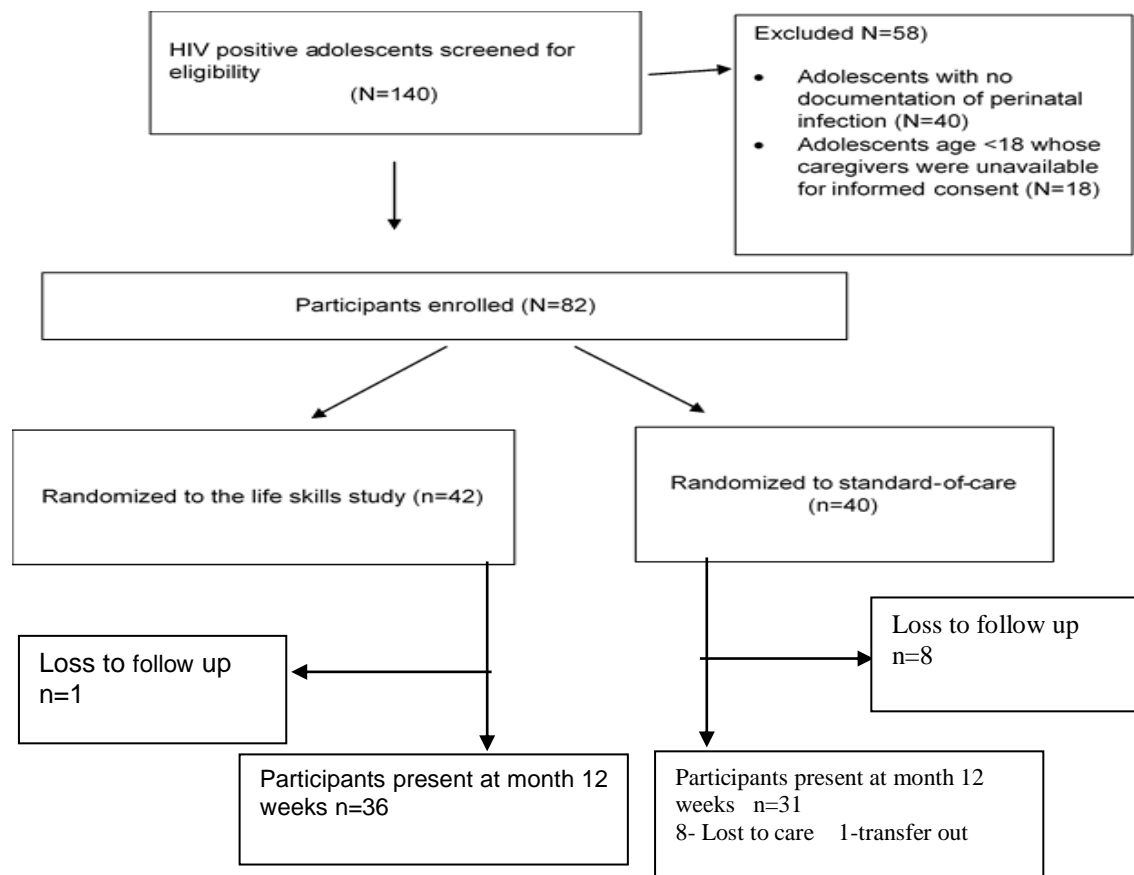 HIV positive adolescents screened for
eligibility
(N=140)
Excluded N=58)
• Adolescents with no
documentation of perinatal
infection (N=40)
• Adolescents age <18 whose
caregivers were unavailable
for informed consent (N=18)
Participants enrolled (N=82)
Randomized to the life skills study (n=42)
Randomized to standard-of-care
(n=40)
Loss to follow up
n=1
Loss to follow up
n=8
Participants present at month 12
weeks n=36
Participants present at month 12
weeks n=31
8- Lost to care 1-transfer out